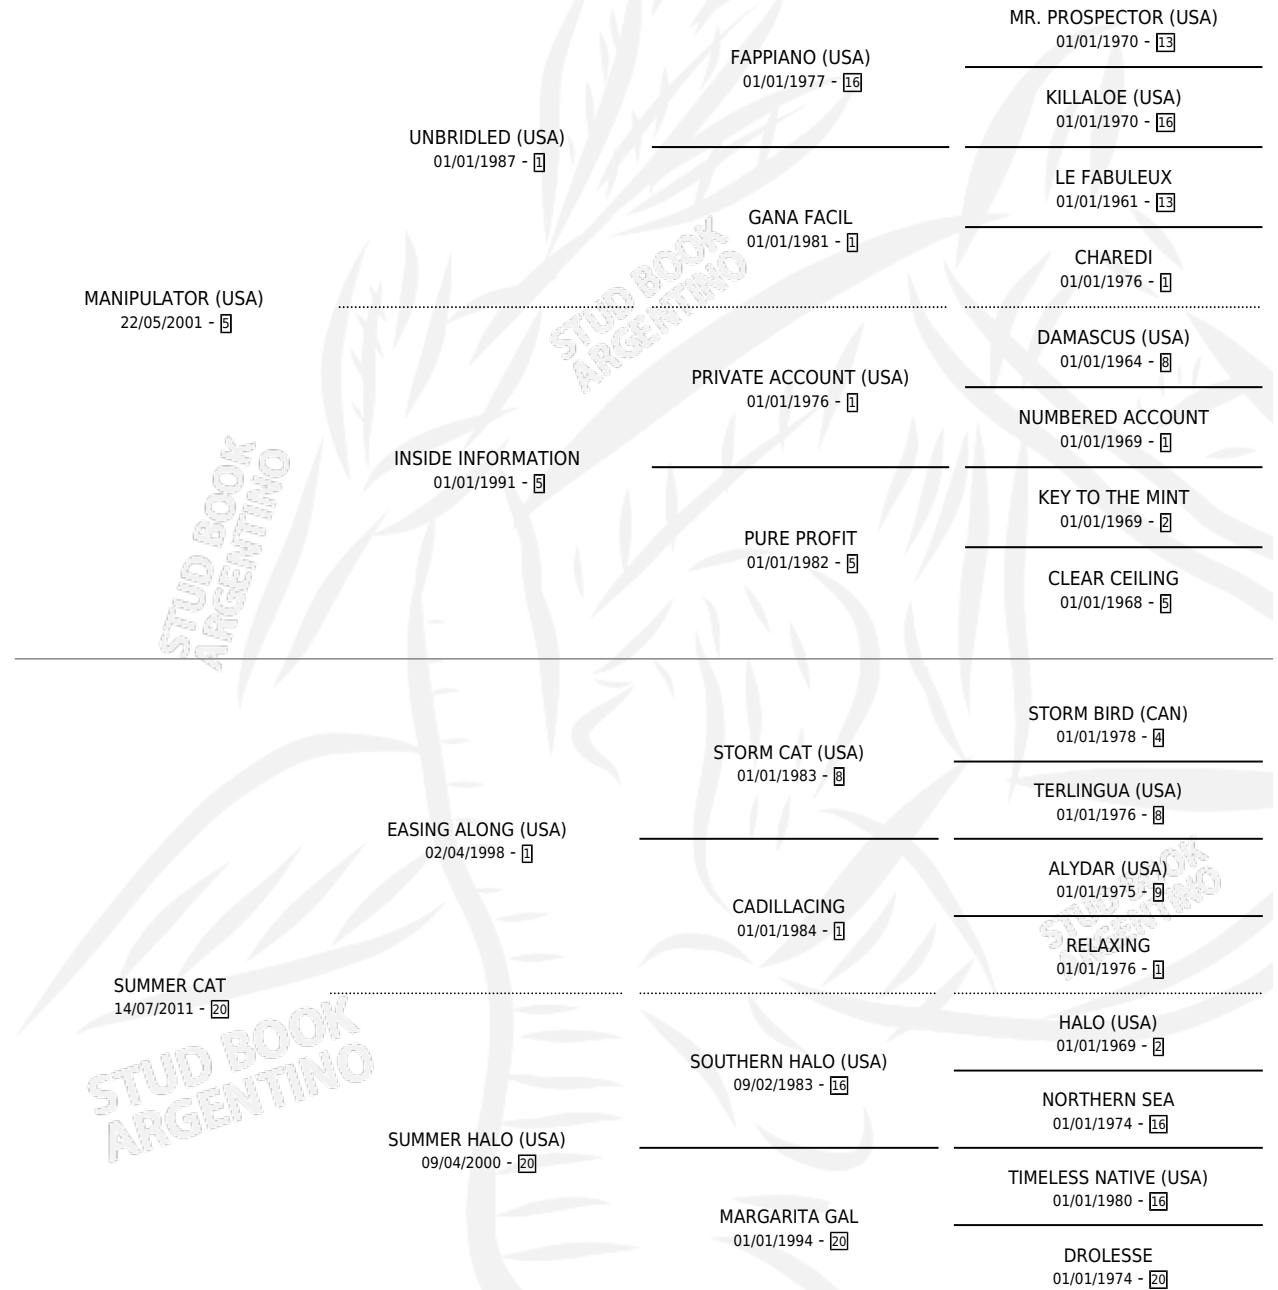 MR. PROSPECTOR (USA)
01/01/1970 - 13
FAPPIANO (USA)
01/01/1977 - 16
KILLALOE (USA)
01/01/1970 - 16
UNBRIDLED (USA)
01/01/1987 - 1
LE FABULEUX
01/01/1961 - 13
GANA FACIL
01/01/1981 - 1
CHAREDI
01/01/1976 - 1
MANIPULATOR (USA)
22/05/2001 - 5
DAMASCUS (USA)
01/01/1964 - 8
PRIVATE ACCOUNT (USA)
01/01/1976 - 1
NUMBERED ACCOUNT
01/01/1969 - 1
INSIDE INFORMATION
01/01/1991 - 5
KEY TO THE MINT
01/01/1969 - 2
PURE PROFIT
01/01/1982 - 5
CLEAR CEILING
01/01/1968 - 5
STORM BIRD (CAN)
01/01/1978 - 4
STORM CAT (USA)
01/01/1983 - 8
TERLINGUA (USA)
01/01/1976 - 8
EASING ALONG (USA)
02/04/1998 - 1
ALYDAR (USA)
01/01/1975 - 9
CADILLACING
01/01/1984 - 1
RELAXING
01/01/1976 - 1
SUMMER CAT
14/07/2011 - 20
HALO (USA)
01/01/1969 - 2
SOUTHERN HALO (USA)
09/02/1983 - 16
NORTHERN SEA
01/01/1974 - 16
SUMMER HALO (USA)
09/04/2000 - 20
TIMELESS NATIVE (USA)
01/01/1980 - 16
MARGARITA GAL
01/01/1994 - 20
DROLESSE
01/01/1974 - 20
STUD BOOK
ARGENTINO
STUD BOOK
ARGENTINO
STUD BOOK
ARGENTINO
STUD BOOK
ARGENTINO